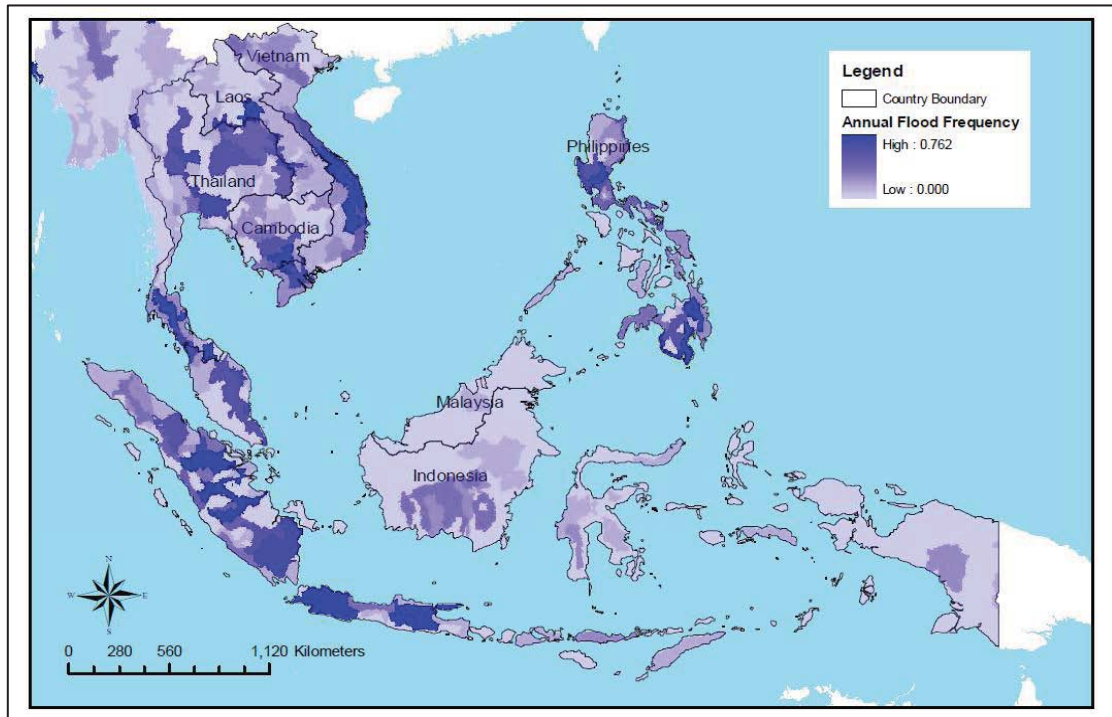 Vietnam
Laos
Thailand
Cambodia
Philippines
Malaysia
Indonesia
Legend
Country Boundary
Annual Flood Frequency
High : 0.762
Low : 0.000
N
W E
S
0 280 560 1,120 Kilometers